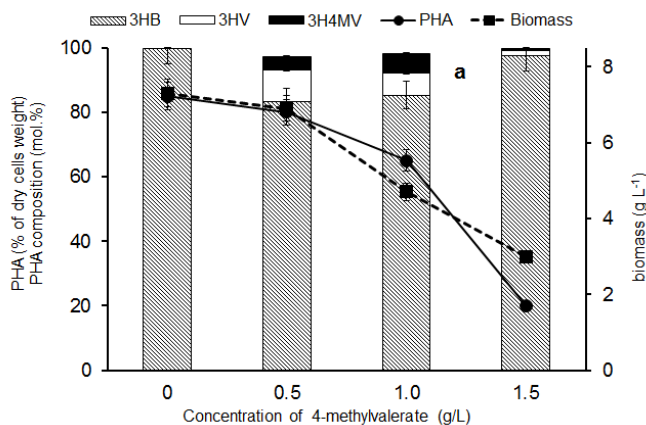 3HB 3HV 3H4MV PHA Biomass
PHA (% of dry cells weight)
PHA composition (mol.%)
100
80
60
40
20
0
a
8
6
4
2
0
biomass (g L-1)
0 0.5 1.0 1.5
Concentration of 4-methylvalerate (g/L)